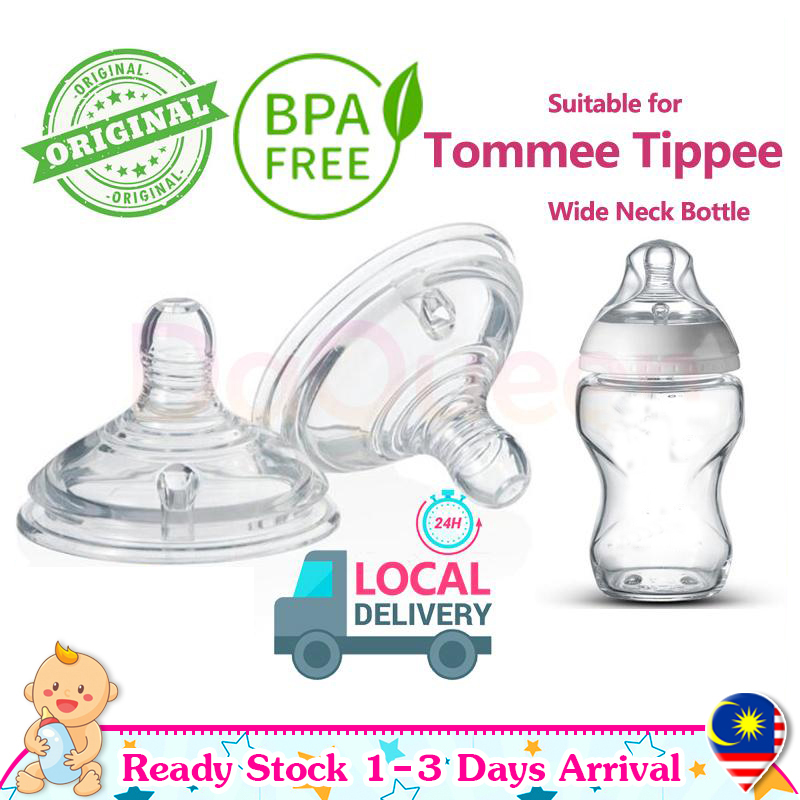 ·ORIGINAL·
ORIGINAL
·ORIGINAL·
BPA
FREE
Suitable for
Tommee Tippee
Wide Neck Bottle
DaQueen
24H
LOCAL
DELIVERY
Ready Stock 1-3 Days Arrival